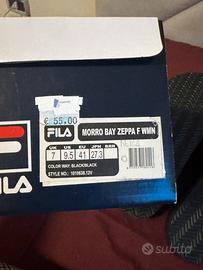 € 55.00
FILA
MORRO BAY ZEPPA F WMN
UK US EU JPN BRN
7 9.5 41 27.3
COLOR WAY: BLACK/BLACK
STYLE NO.: 1010638.12V
FILA
subito